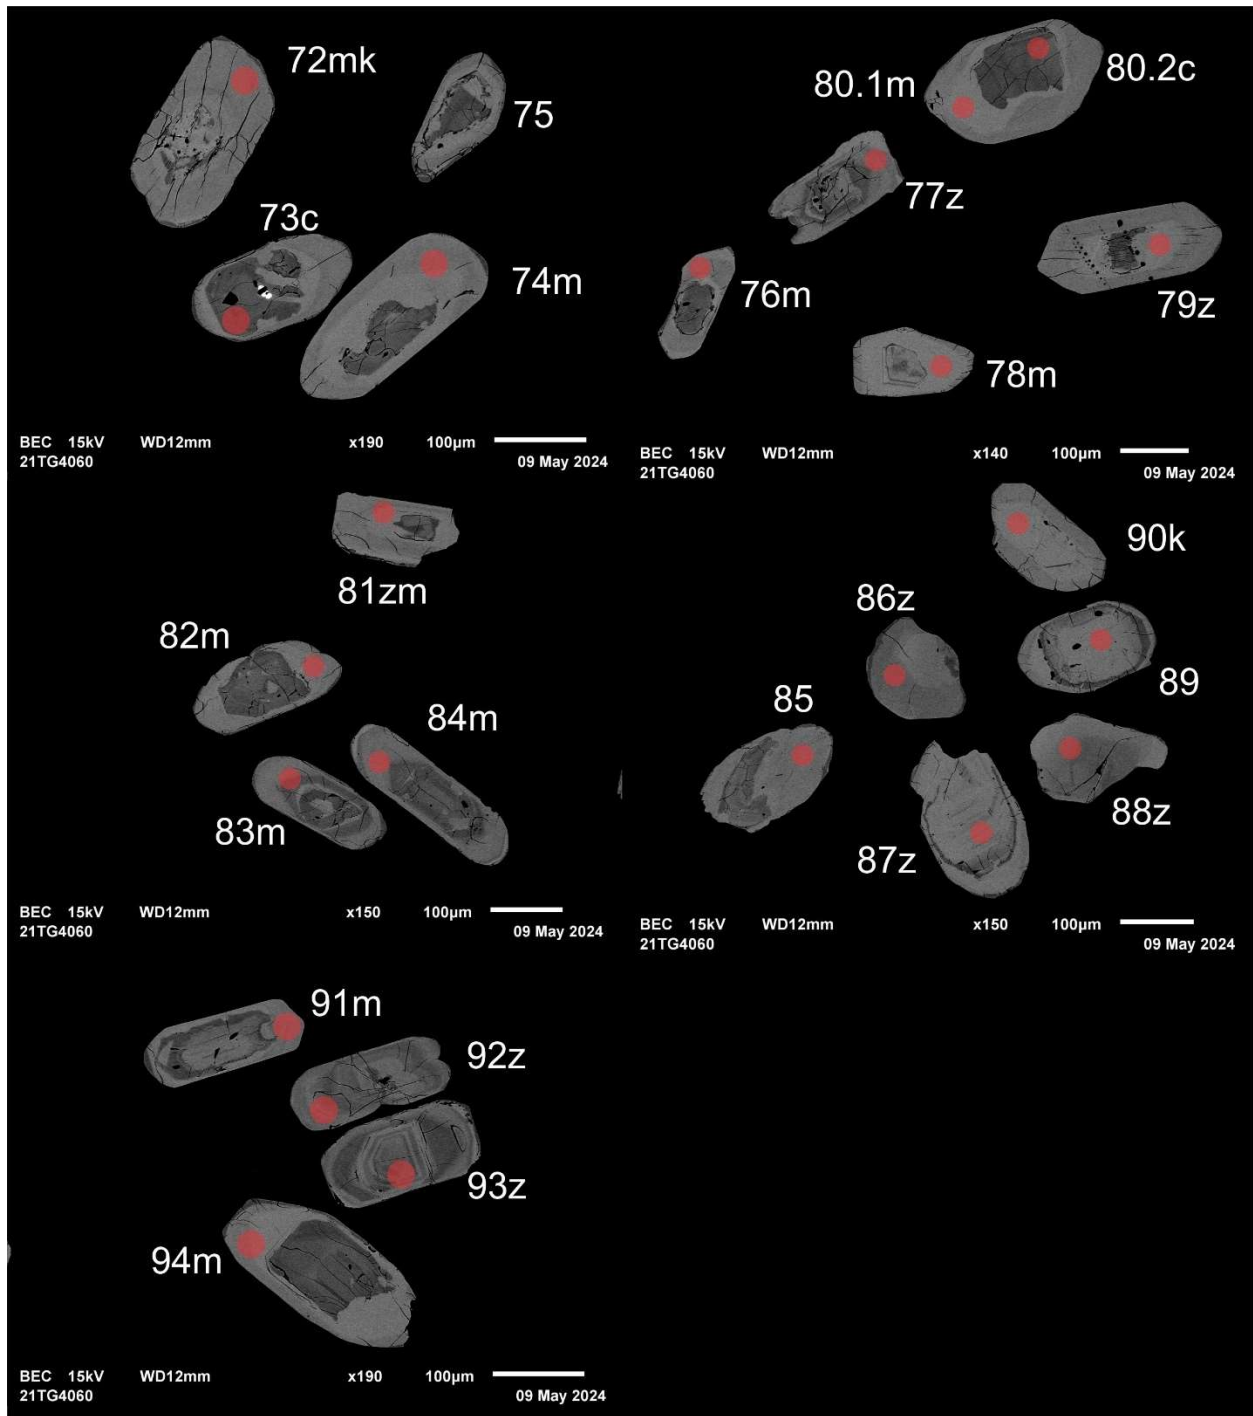 72mk
75
73c
74m
BEC 15kV WD12mm x190 100µm
21TG4060 09 May 2024
80.1m
80.2c
77z
76m
79z
78m
BEC 15kV WD12mm x140 100µm
21TG4060 09 May 2024
81zm
82m
84m
83m
BEC 15kV WD12mm x150 100µm
21TG4060 09 May 2024
90k
86z
89
85
88z
87z
BEC 15kV WD12mm x150 100µm
21TG4060 09 May 2024
91m
92z
93z
94m
BEC 15kV WD12mm x190 100µm
21TG4060 09 May 2024